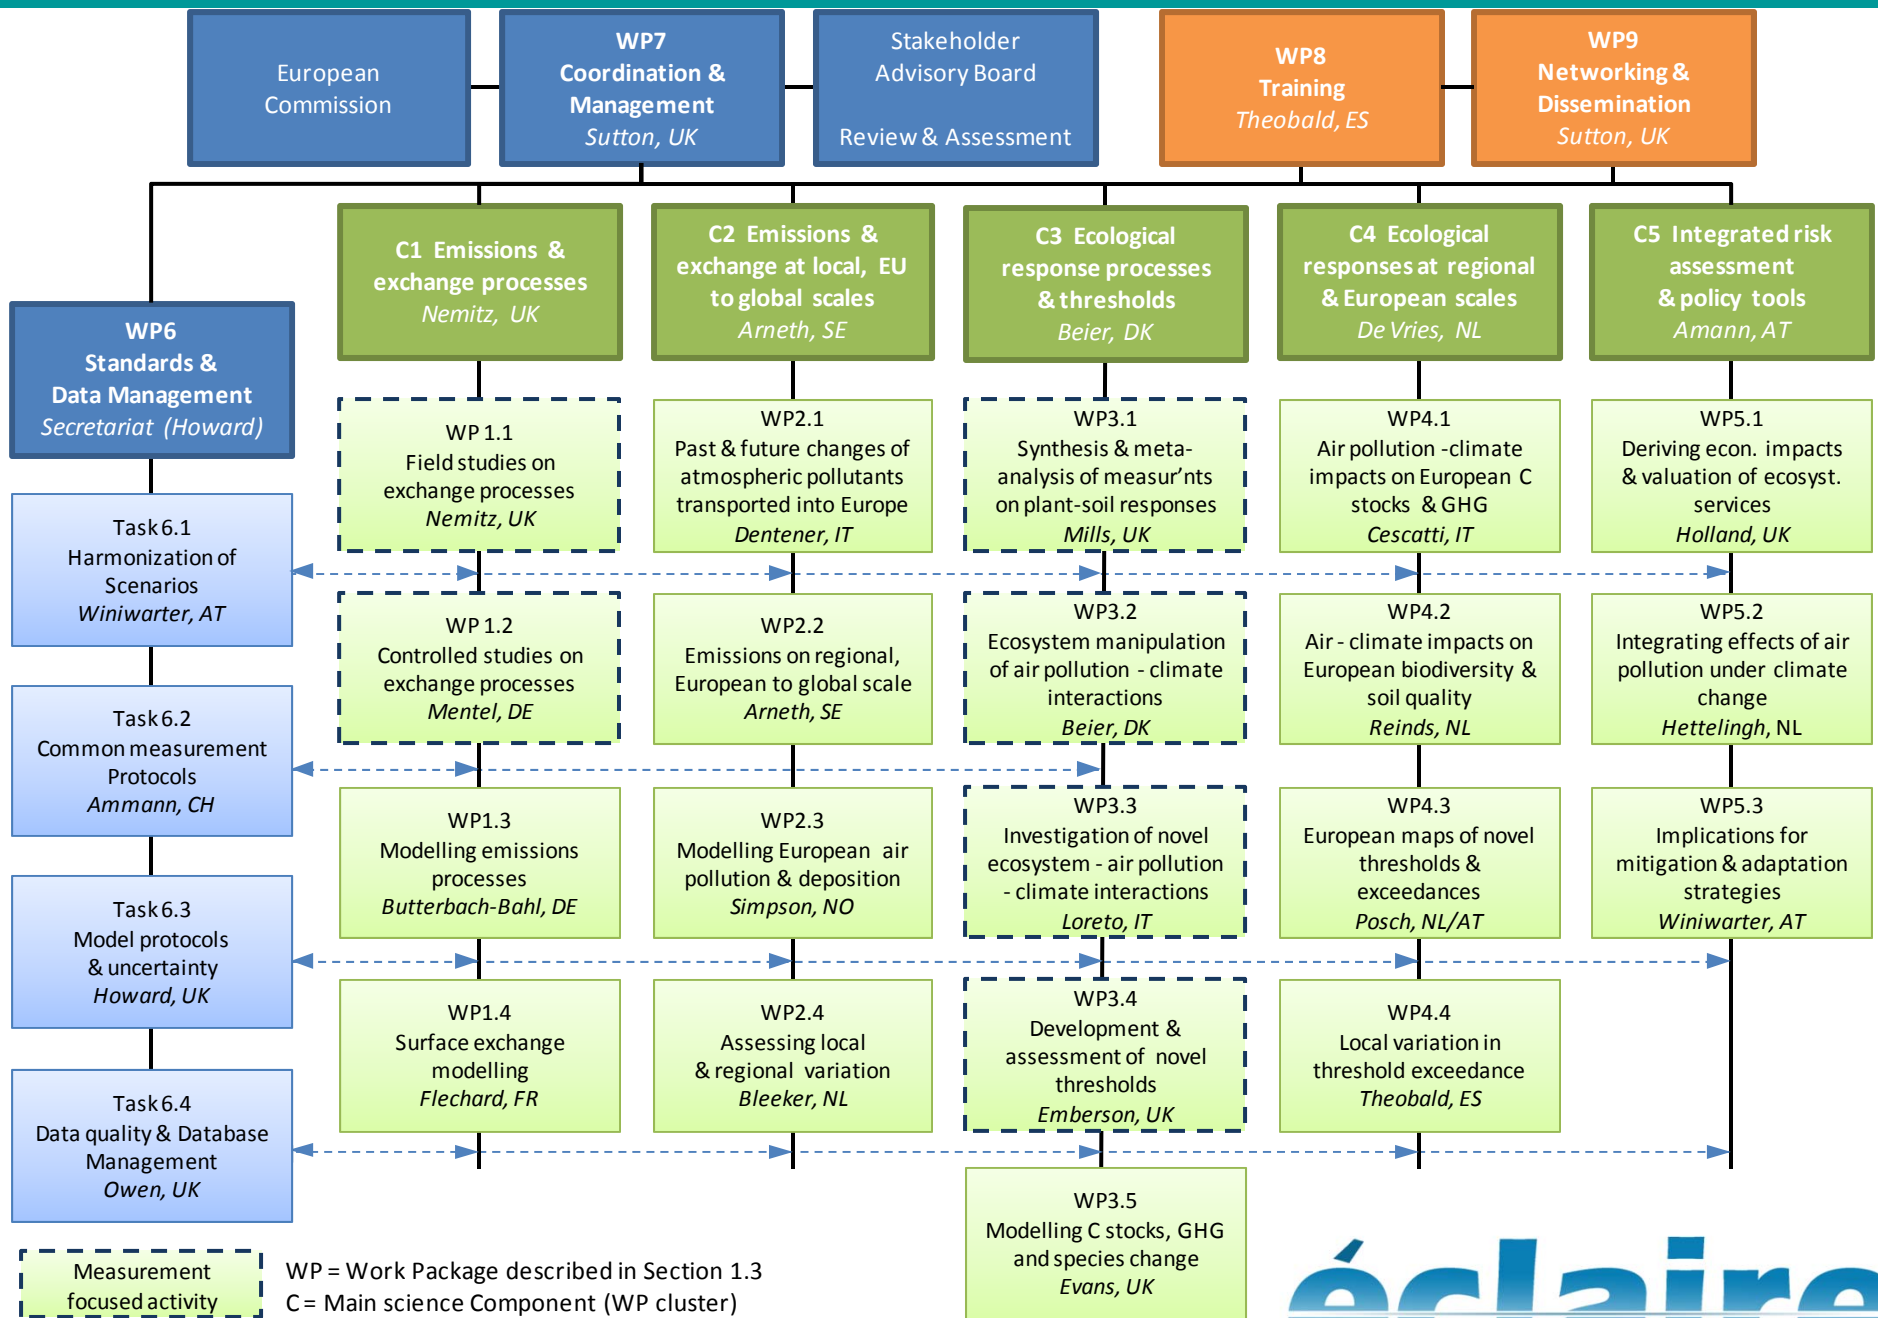 European
Commission
WP7
Coordination &
Management
Sutton, UK
Stakeholder
Advisory Board
Review & Assessment
WP8
Training
Theobald, ES
WP9
Networking &
Dissemination
Sutton, UK
WP6
Standards &
Data Management
Secretariat (Howard)
C1 Emissions &
exchange processes
Nemitz, UK
C2 Emissions &
exchange at local, EU
to global scales
Arneth, SE
C3 Ecological
response processes
& thresholds
Beier, DK
C4 Ecological
responses at regional
& European scales
De Vries, NL
C5 Integrated risk
assessment
& policy tools
Amann, AT
Task 6.1
Harmonization of
Scenarios
Winiwarter, AT
Task 6.2
Common measurement
Protocols
Ammann, CH
Task 6.3
Model protocols
& uncertainty
Howard, UK
Task 6.4
Data quality & Database
Management
Owen, UK
WP 1.1
Field studies on
exchange processes
Nemitz, UK
WP 1.2
Controlled studies on
exchange processes
Mentel, DE
WP1.3
Modelling emissions
processes
Butterbach-Bahl, DE
WP1.4
Surface exchange
modelling
Flechard, FR
WP2.1
Past & future changes of
atmospheric pollutants
transported into Europe
Dentener, IT
WP2.2
Emissions on regional,
European to global scale
Arneth, SE
WP2.3
Modelling European air
pollution & deposition
Simpson, NO
WP2.4
Assessing local
& regional variation
Bleeker, NL
WP3.1
Synthesis & meta-
analysis of measur'nts
on plant-soil responses
Mills, UK
WP3.2
Ecosystem manipulation
of air pollution - climate
interactions
Beier, DK
WP3.3
Investigation of novel
ecosystem - air pollution
- climate interactions
Loreto, IT
WP3.4
Development &
assessment of novel
thresholds
Emberson, UK
WP3.5
Modelling C stocks, GHG
and species change
Evans, UK
WP4.1
Air pollution -climate
impacts on European C
stocks & GHG
Cescatti, IT
WP4.2
Air - climate impacts on
European biodiversity &
soil quality
Reinds, NL
WP4.3
European maps of novel
thresholds &
exceedances
Posch, NL/AT
WP4.4
Local variation in
threshold exceedance
Theobald, ES
WP5.1
Deriving econ. impacts
& valuation of ecosyst.
services
Holland, UK
WP5.2
Integrating effects of air
pollution under climate
change
Hettelingh, NL
WP5.3
Implications for
mitigation & adaptation
strategies
Winiwarter, AT
Measurement
focused activity
WP = Work Package described in Section 1.3
C = Main science Component (WP cluster)
éclaire